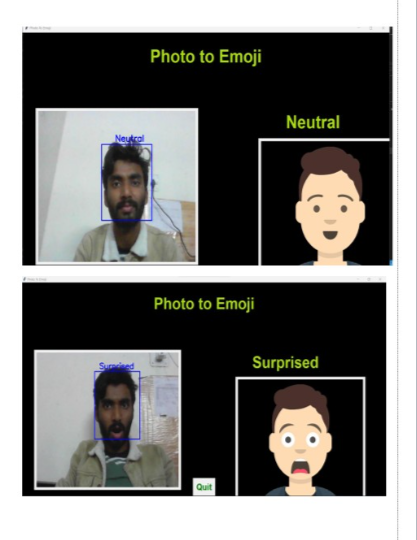 Photo to Emoji
Neutral
Neutral
Photo to Emoji
Surprised
Surprised
Quit